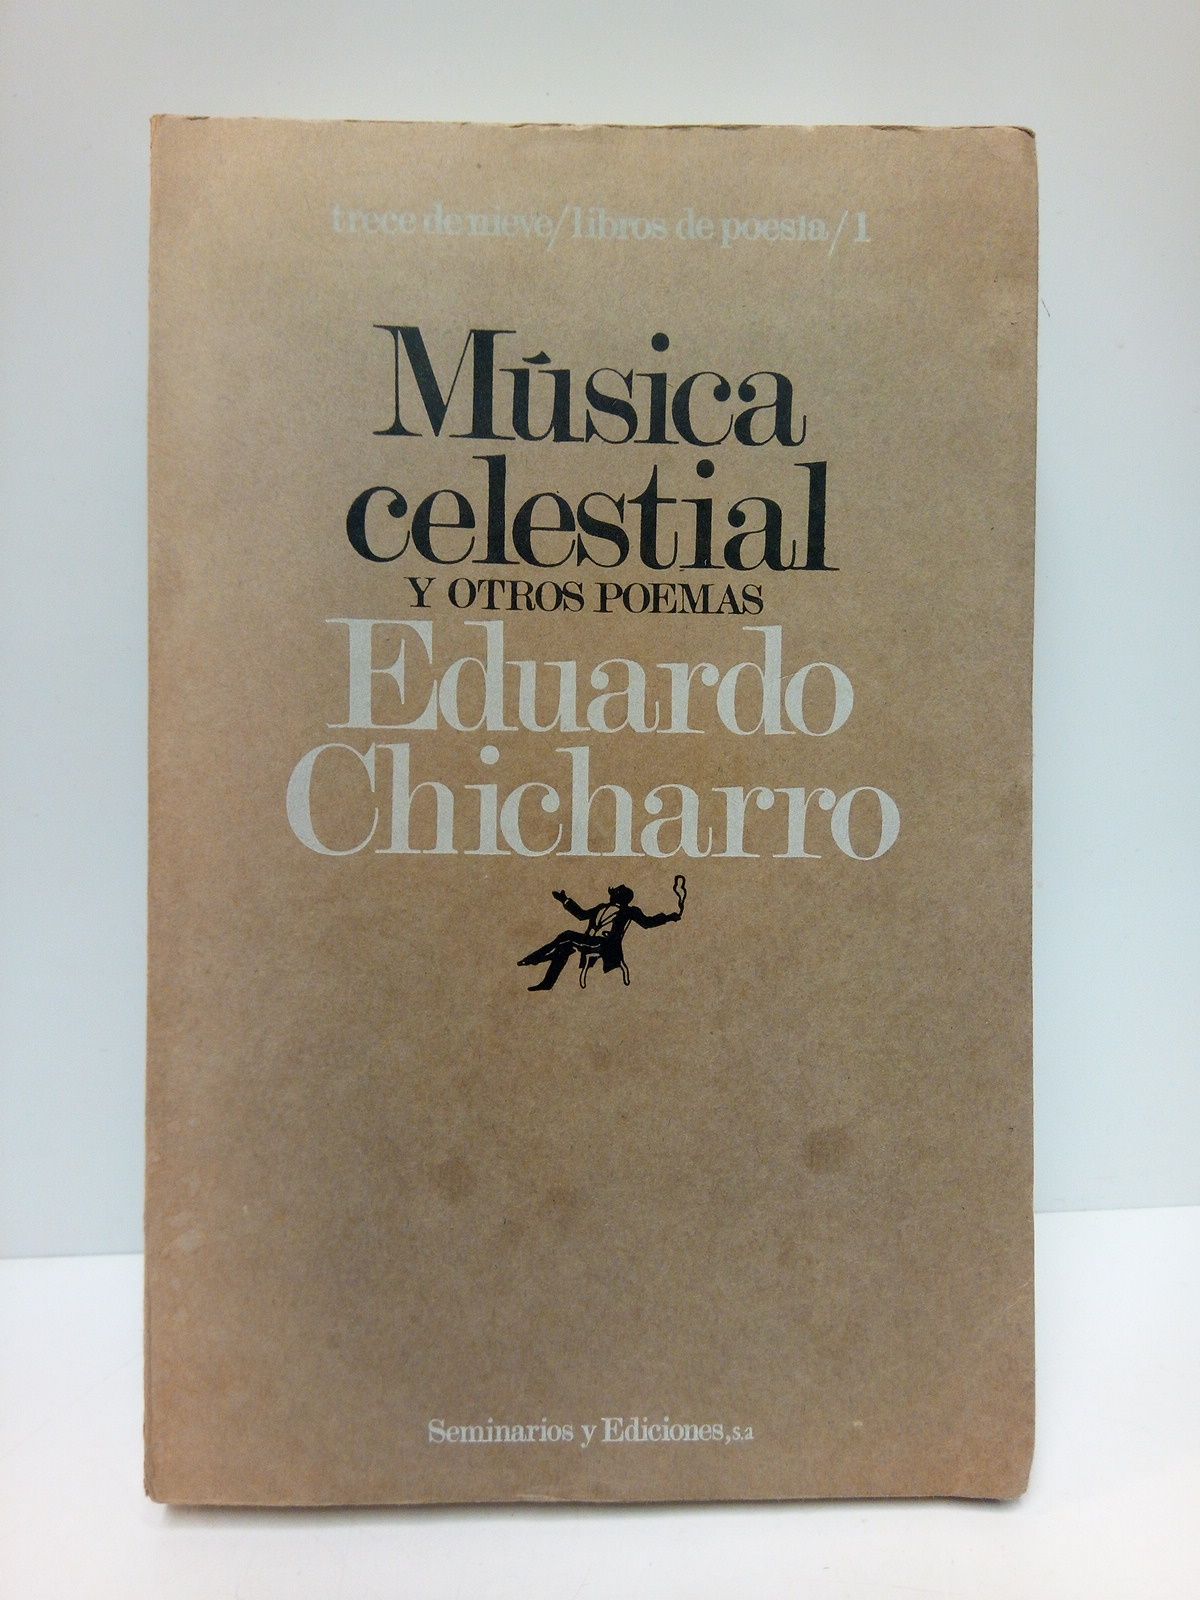 trece de nieve/libros de poesía/1
Música
celestial
Y OTROS POEMAS
Eduardo
Chicharro
Seminarios y Ediciones, s.a